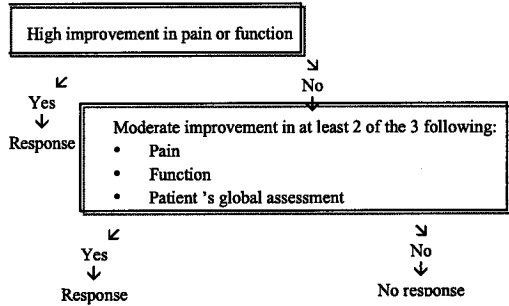 High improvement in pain or function
Yes
No
Response
Moderate improvement in at least 2 of the 3 following:
• Pain
• Function
• Patient 's global assessment
Yes
No
Response
No response